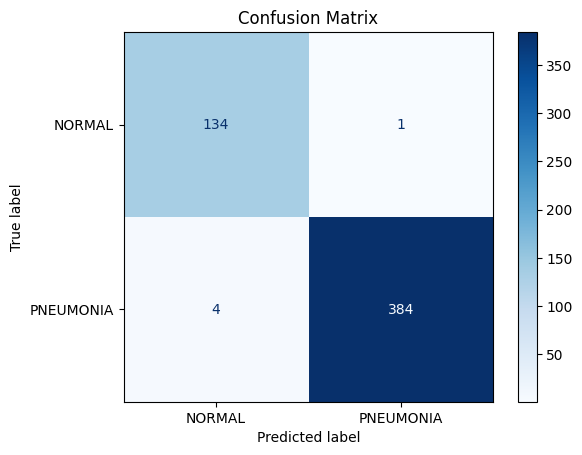 Confusion Matrix
True label
NORMAL
134
1
PNEUMONIA
4
384
NORMAL
PNEUMONIA
Predicted label
350
300
250
200
150
100
50